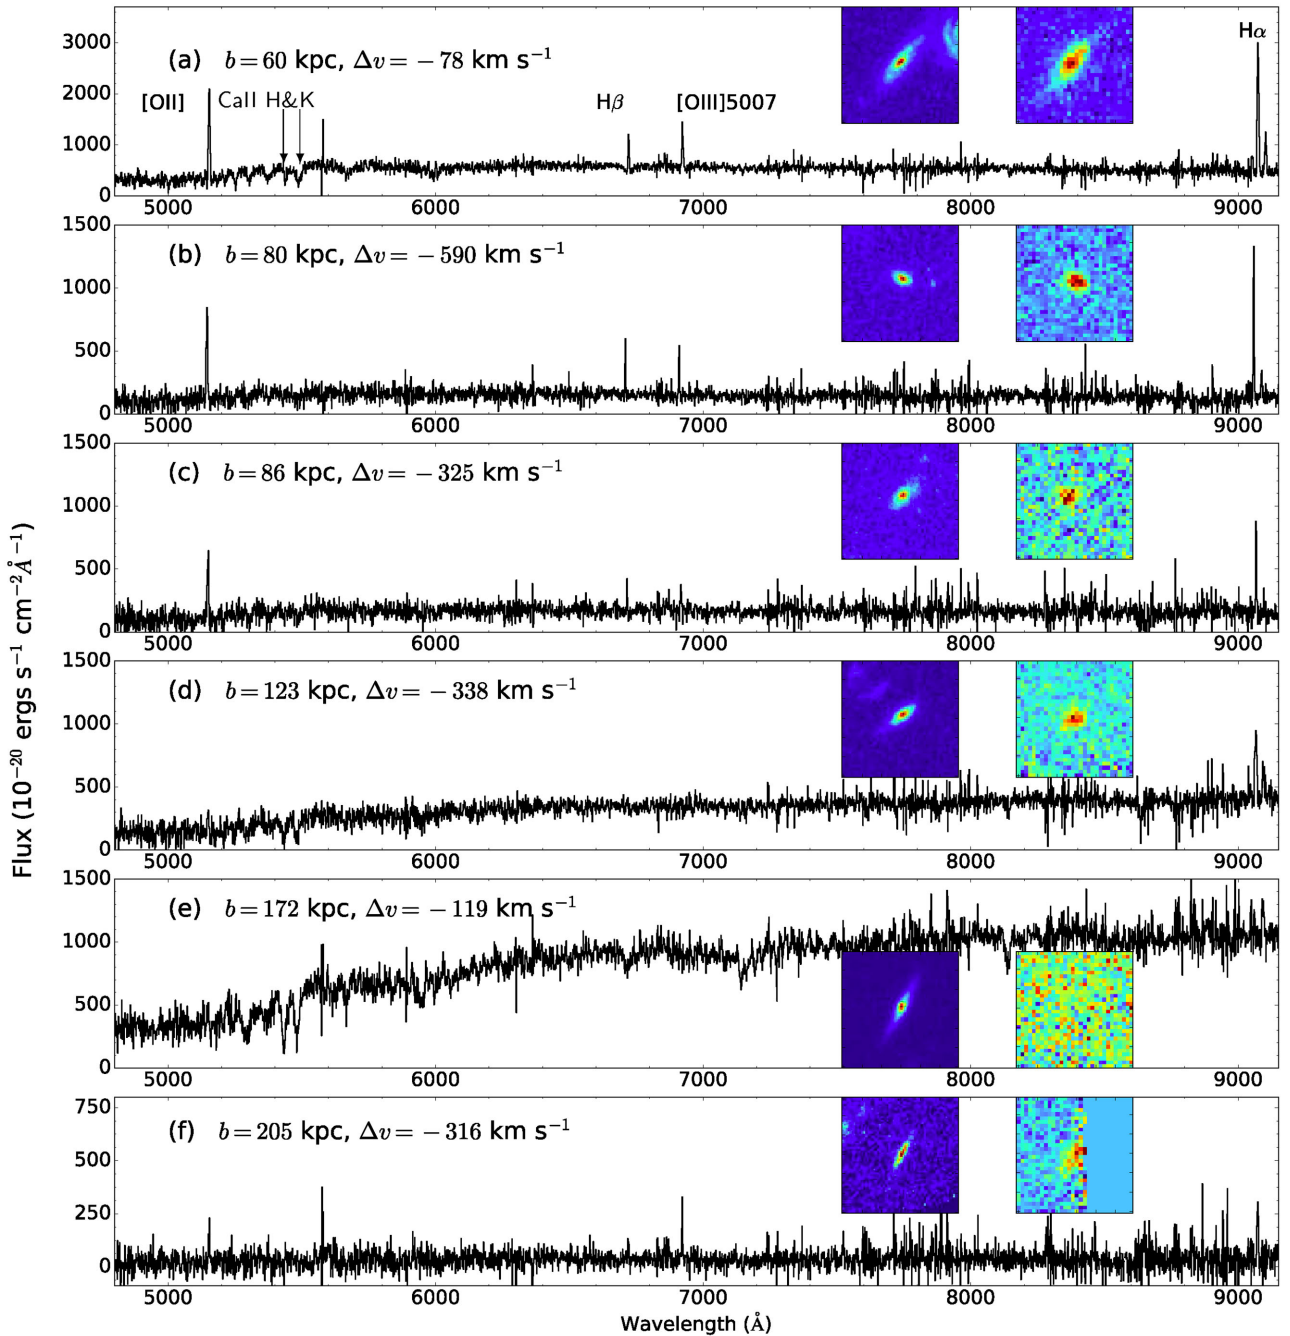 (a) b = 60 kpc, Δv = −78 km s⁻¹
Hα
[OII] CaII H&K Hβ [OIII]5007
3000
2000
1000
0
5000 6000 7000 8000 9000
(b) b = 80 kpc, Δv = −590 km s⁻¹
1500
1000
500
0
5000 6000 7000 8000 9000
(c) b = 86 kpc, Δv = −325 km s⁻¹
1500
1000
500
0
5000 6000 7000 8000 9000
(d) b = 123 kpc, Δv = −338 km s⁻¹
1500
1000
500
0
5000 6000 7000 8000 9000
(e) b = 172 kpc, Δv = −119 km s⁻¹
1500
1000
500
0
5000 6000 7000 8000 9000
(f) b = 205 kpc, Δv = −316 km s⁻¹
750
500
250
0
5000 6000 7000 8000 9000
Wavelength (Å)
Flux (10⁻²⁰ ergs s⁻¹ cm⁻²Å⁻¹)